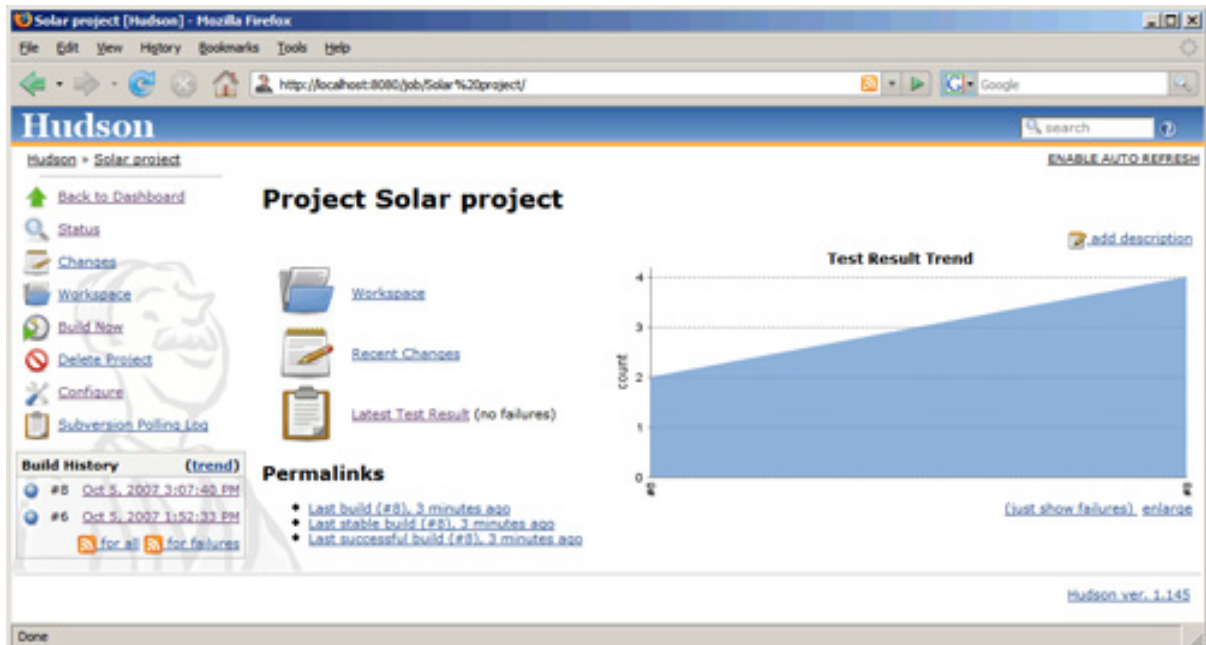 Solar project [Hudson] - Mozilla Firefox
File Edit View History Bookmarks Tools Help
http://localhost:8080/job/Solar%20project/
Google
Hudson
search
Hudson » Solar project
ENABLE AUTO REFRESH
Back to Dashboard
Status
Changes
Workspace
Build Now
Delete Project
Configure
Subversion Polling Log
Build History (trend)
#8 Oct 5, 2007 3:07:40 PM
#6 Oct 5, 2007 1:52:33 PM
for all for failures
Project Solar project
add description
Workspace
Recent Changes
Latest Test Result (no failures)
Permalinks
Last build (#8), 3 minutes ago
Last stable build (#8), 3 minutes ago
Last successful build (#8), 3 minutes ago
Test Result Trend
count
4
3
2
1
0
#8
(just show failures) enlarge
Hudson ver. 1.145
Done